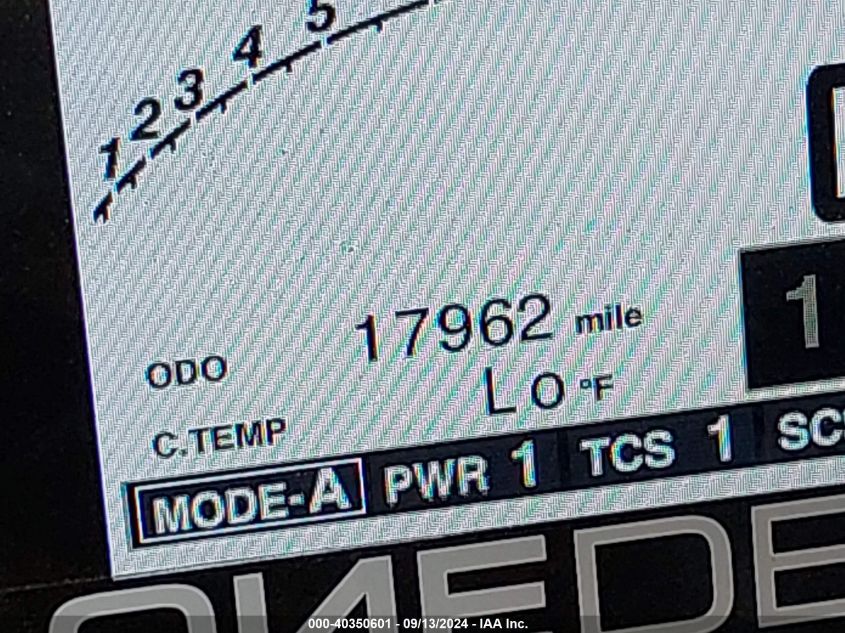 1 2 3 4 5
ODO 17962 mile
C.TEMP Lo °F
1
MODE-A PWR 1 TCS 1
000-40350601 - 09/13/2024 - IAA Inc.